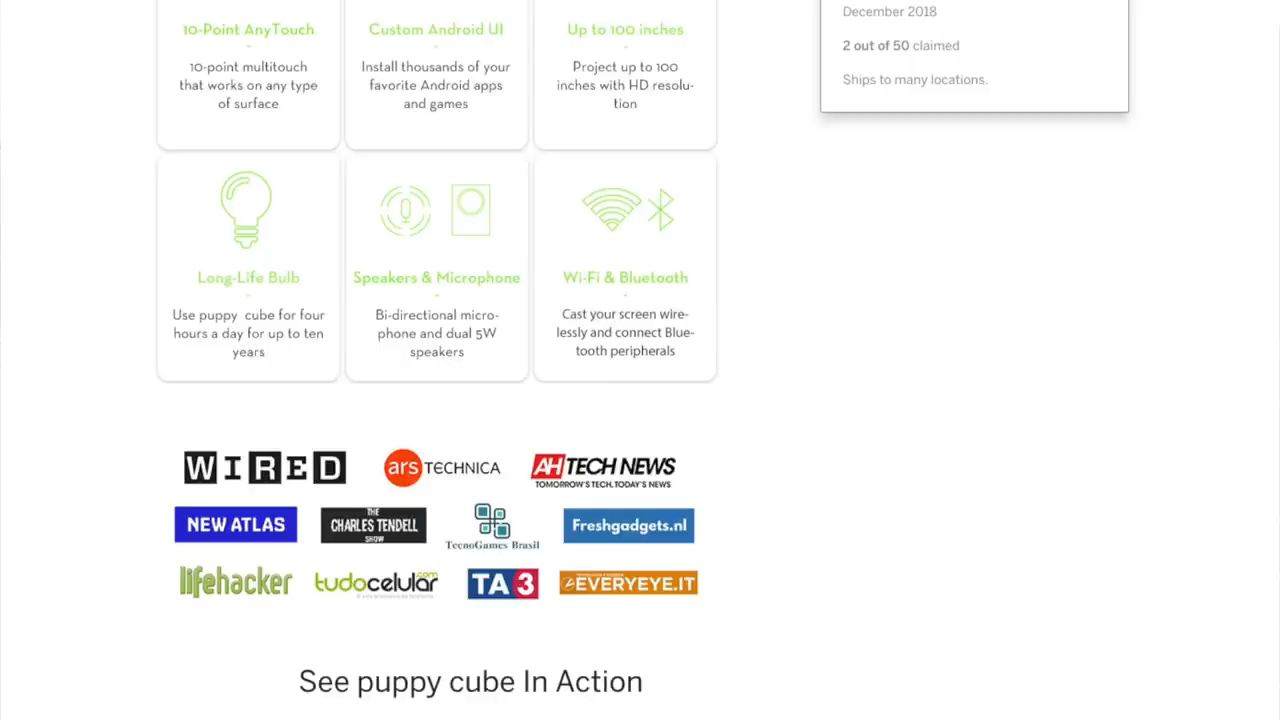 10-Point AnyTouch
10-point multitouch
that works on any type
of surface
Custom Android UI
Install thousands of your
favorite Android apps
and games
Up to 100 inches
Project up to 100
inches with HD resolu-
tion
December 2018
2 out of 50 claimed
Ships to many locations.
Long-Life Bulb
Use puppy cube for four
hours a day for up to ten
years
Speakers & Microphone
Bi-directional micro-
phone and dual 5W
speakers
Wi-Fi & Bluetooth
Cast your screen wire-
lessly and connect Blue-
tooth peripherals
WIRED
ars TECHNICA
AH TECH NEWS
TOMORROW'S TECH, TODAY'S NEWS
NEW ATLAS
THE
CHARLES TENDELL
SHOW
TecnoGames Brasil
Freshgadgets.nl
lifehacker
tudocelular.com
TA3
EVERYEYE.IT
See puppy cube In Action